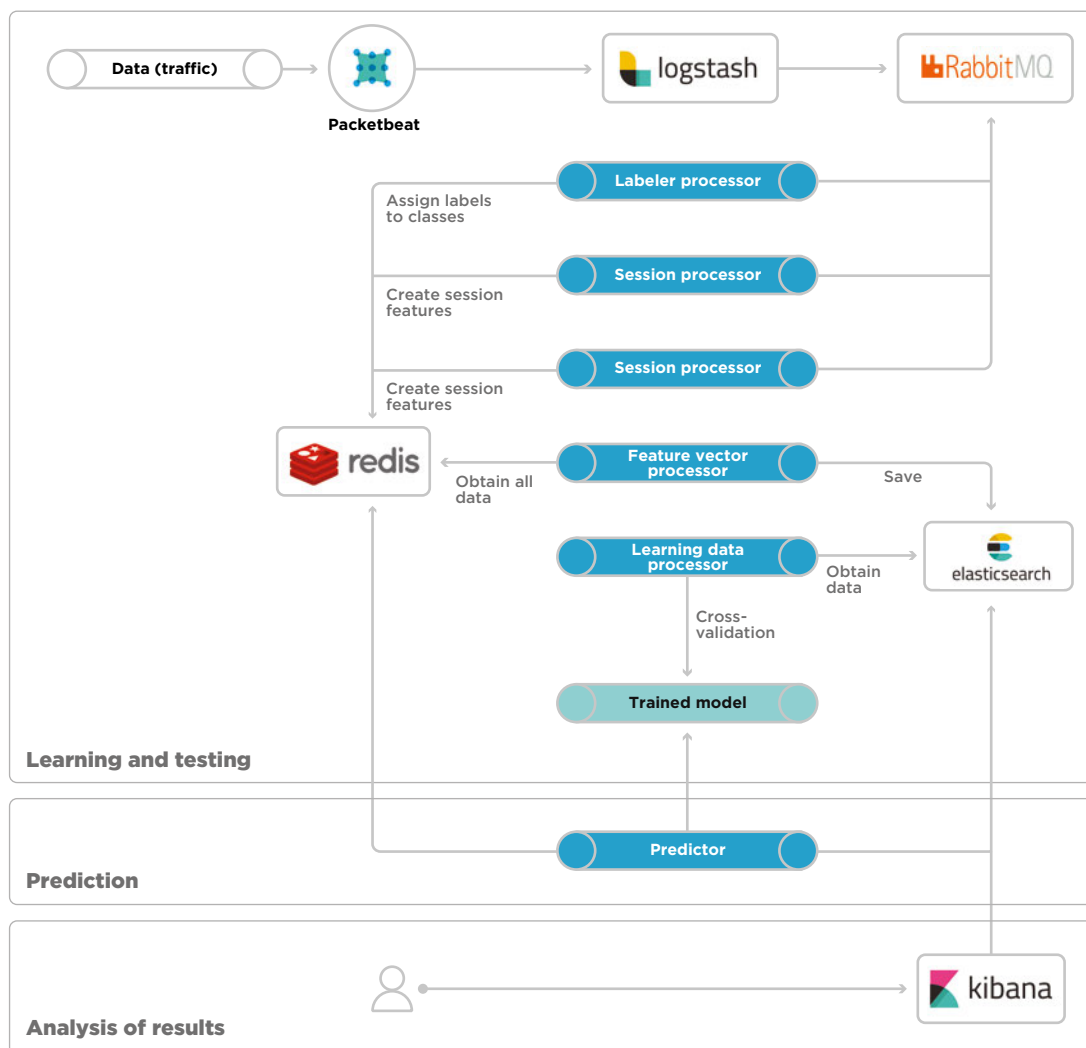 Data (traffic)
Packetbeat
logstash
RabbitMQ
Labeler processor
Assign labels
to classes
Session processor
Create session
features
Session processor
Create session
features
redis
Feature vector
processor
Obtain all
data
Save
Learning data
processor
Obtain
data
elasticsearch
Cross-
validation
Trained model
Learning and testing
Predictor
Prediction
kibana
Analysis of results